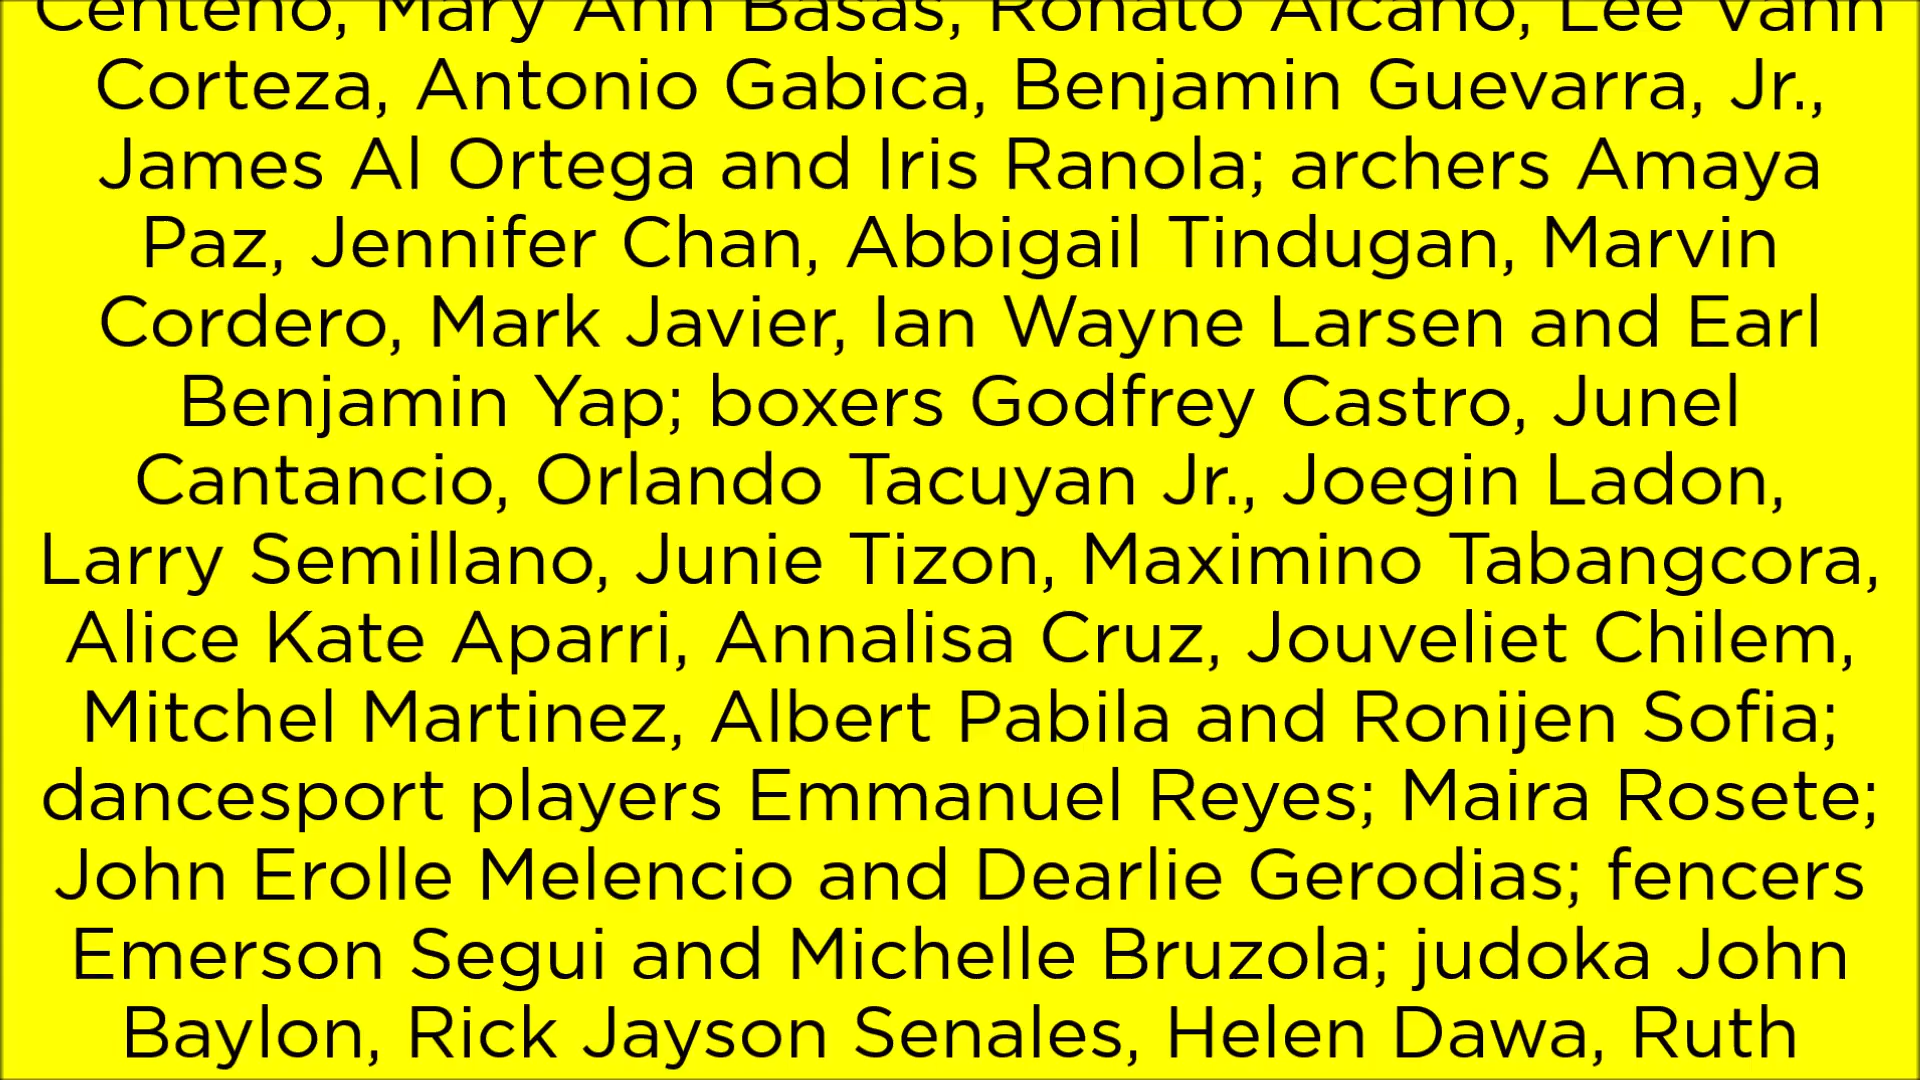 Centeno, Mary Ann Basas, Ronato Alcano, Lee Vann
Corteza, Antonio Gabica, Benjamin Guevarra, Jr.,
James Al Ortega and Iris Ranola; archers Amaya
Paz, Jennifer Chan, Abbigail Tindugan, Marvin
Cordero, Mark Javier, Ian Wayne Larsen and Earl
Benjamin Yap; boxers Godfrey Castro, Junel
Cantancio, Orlando Tacuyan Jr., Joegin Ladon,
Larry Semillano, Junie Tizon, Maximino Tabangcora,
Alice Kate Aparri, Annalisa Cruz, Jouveliet Chilem,
Mitchel Martinez, Albert Pabila and Ronijen Sofia;
dancesport players Emmanuel Reyes; Maira Rosete;
John Erolle Melencio and Dearlie Gerodias; fencers
Emerson Segui and Michelle Bruzola; judoka John
Baylon, Rick Jayson Senales, Helen Dawa, Ruth